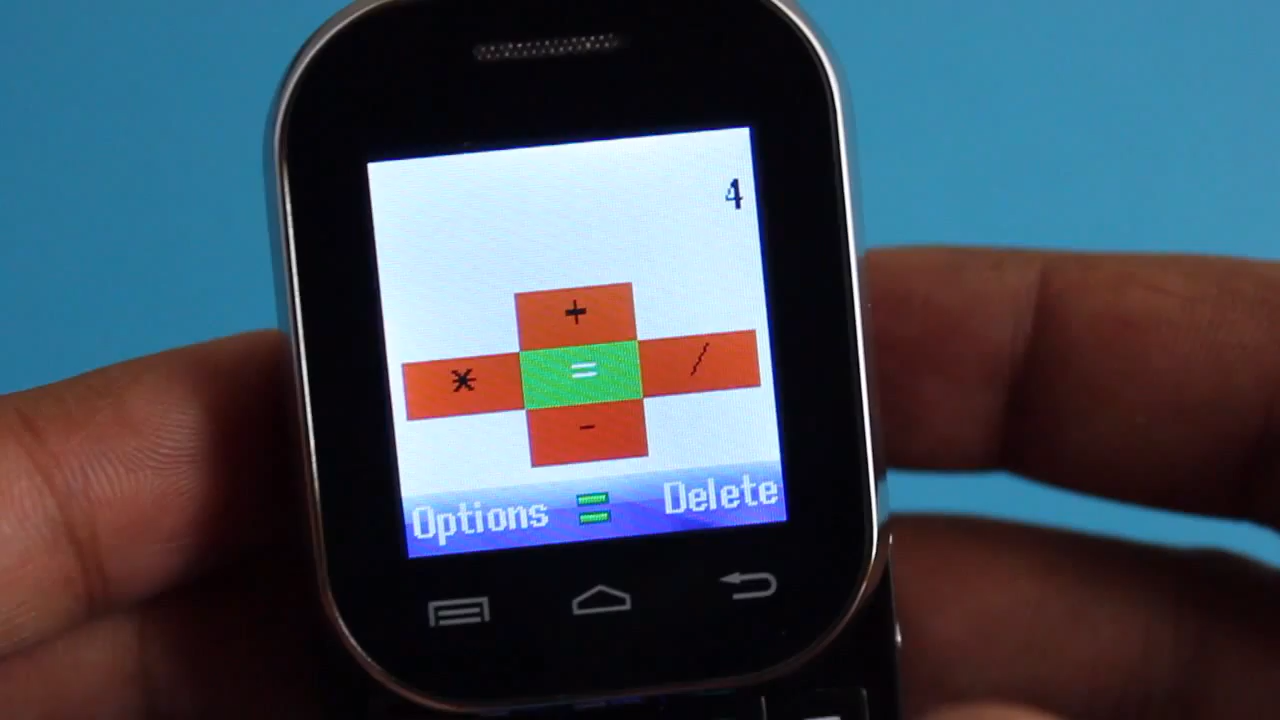 4
+
* = /
-
Options = Delete